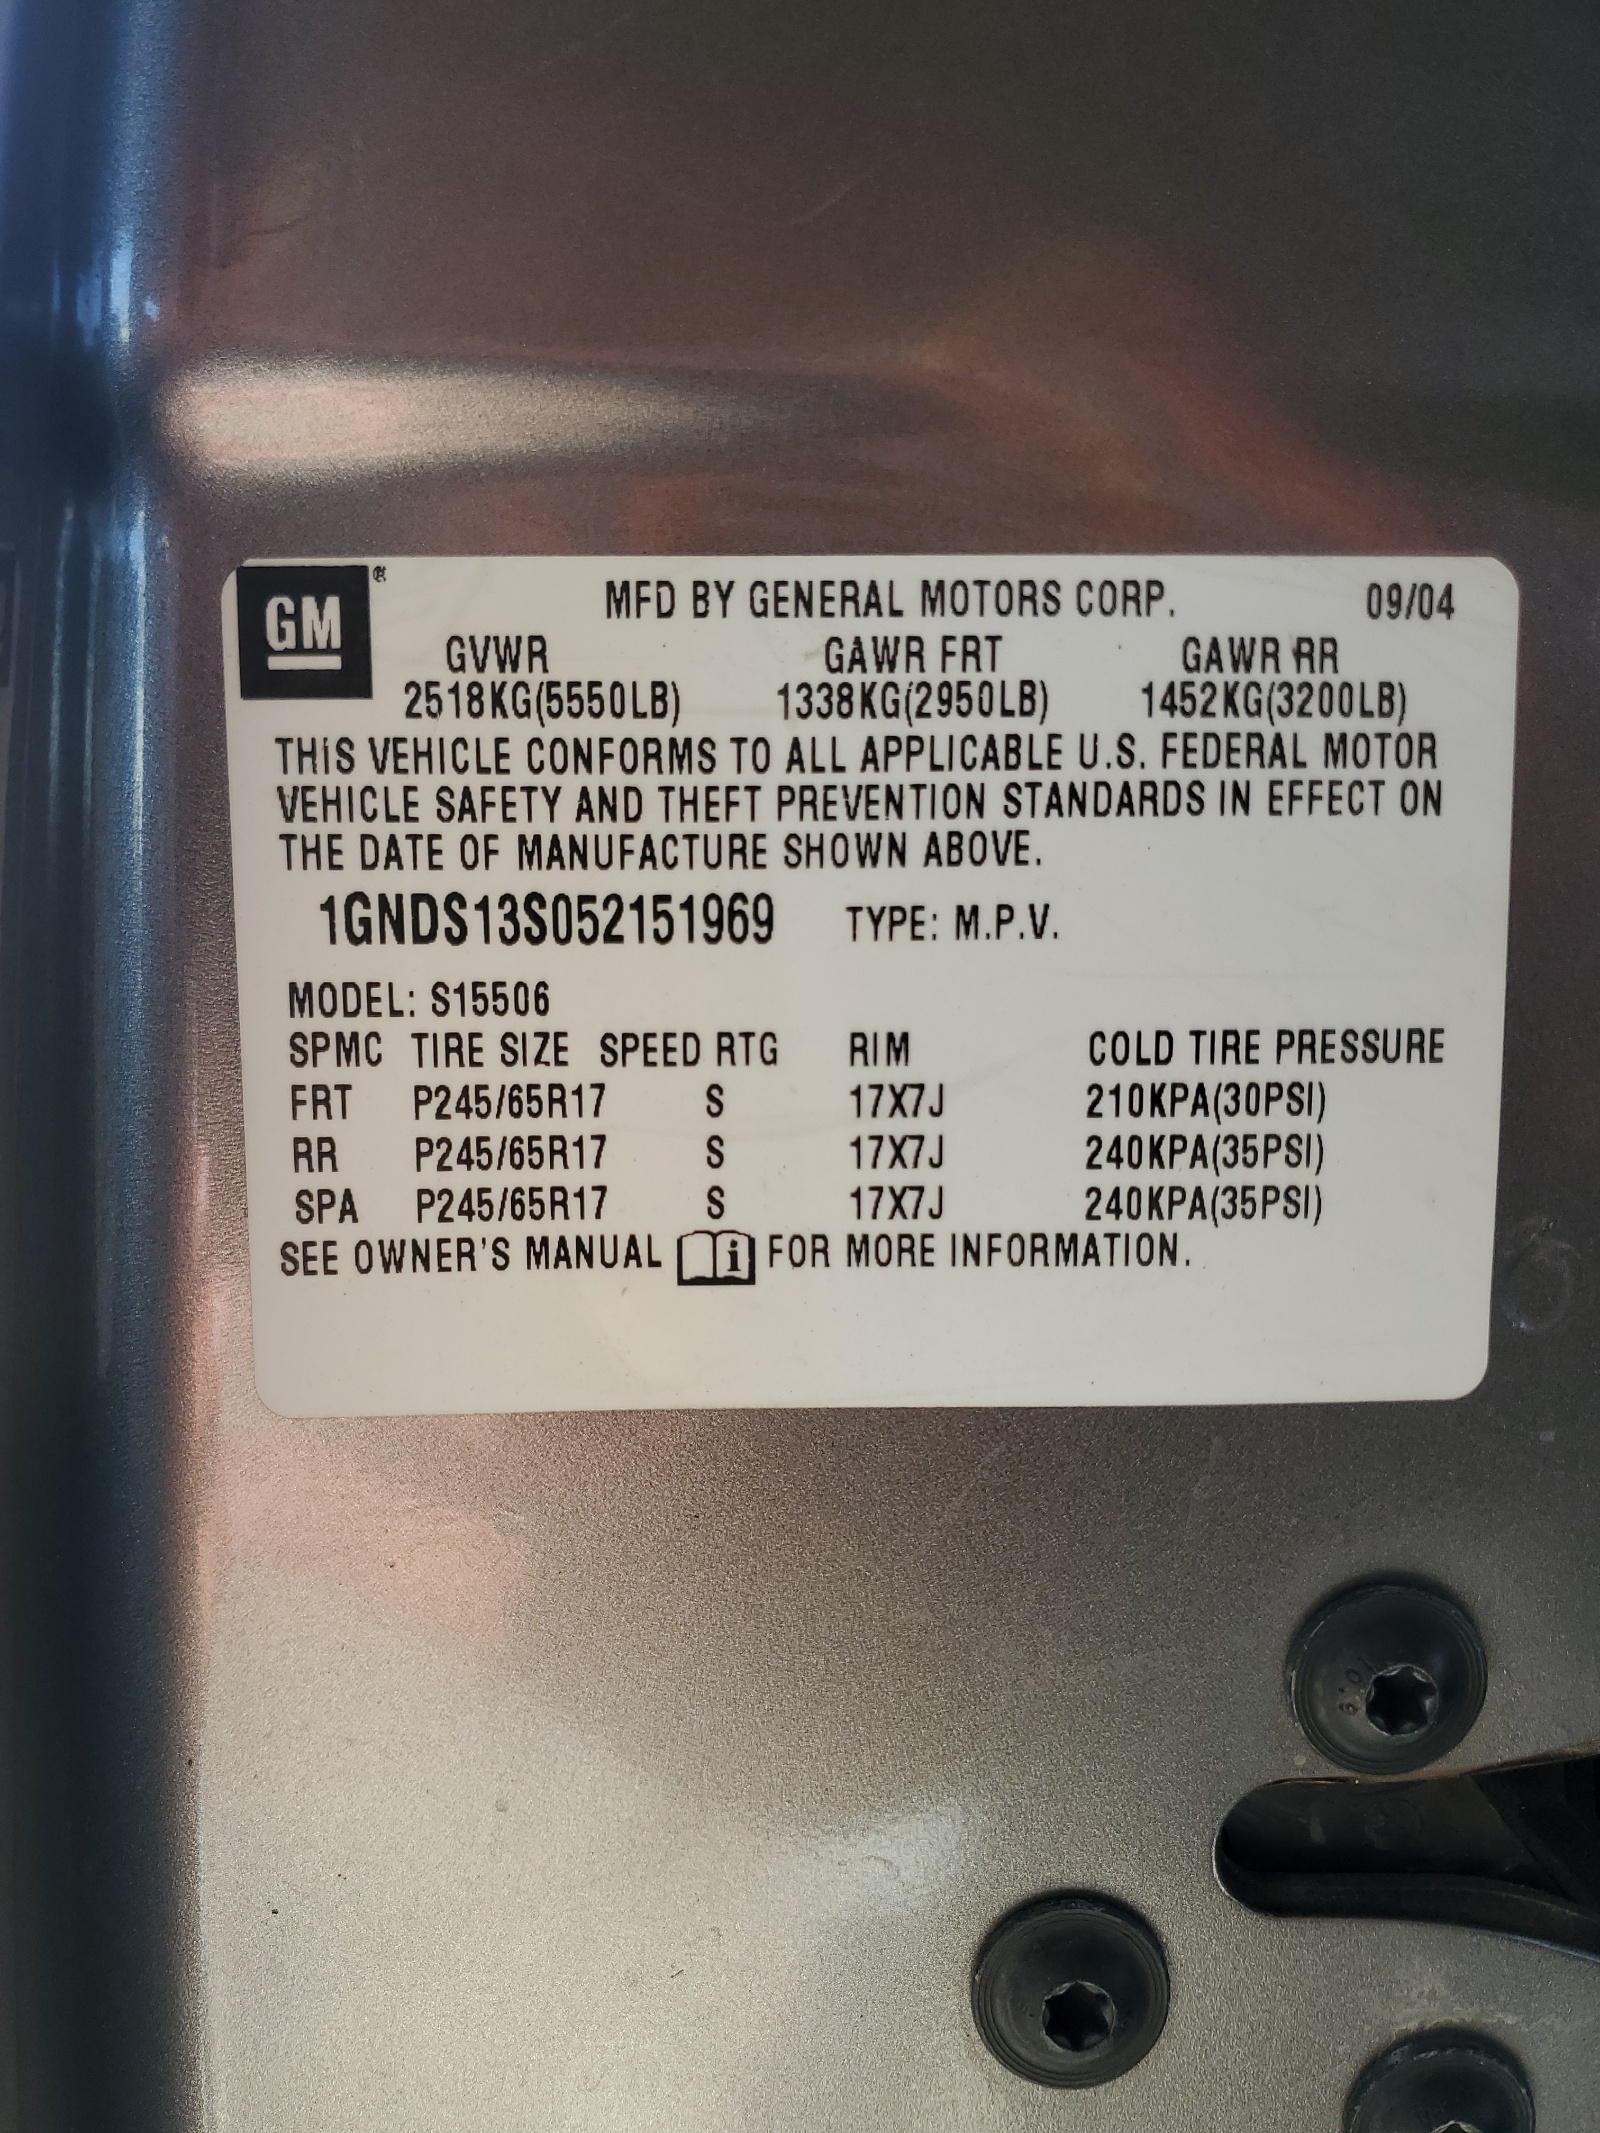 GM®
MFD BY GENERAL MOTORS CORP. 09/04
GVWR GAWR FRT GAWR RR
2518KG(5550LB) 1338KG(2950LB) 1452KG(3200LB)
THIS VEHICLE CONFORMS TO ALL APPLICABLE U.S. FEDERAL MOTOR
VEHICLE SAFETY AND THEFT PREVENTION STANDARDS IN EFFECT ON
THE DATE OF MANUFACTURE SHOWN ABOVE.
1GNDS13S052151969 TYPE: M.P.V.
MODEL: S15506
SPMC TIRE SIZE SPEED RTG RIM COLD TIRE PRESSURE
FRT P245/65R17 S 17X7J 210KPA(30PSI)
RR P245/65R17 S 17X7J 240KPA(35PSI)
SPA P245/65R17 S 17X7J 240KPA(35PSI)
SEE OWNER'S MANUAL i FOR MORE INFORMATION.
10.9